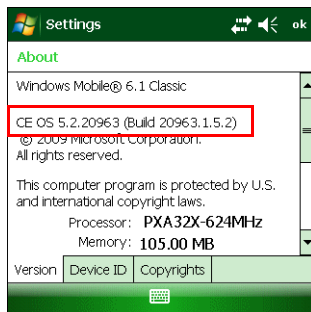 Settings
ok
About
Windows Mobile® 6.1 Classic
CE OS 5.2.20963 (Build 20963.1.5.2)
© 2009 Microsoft Corporation.
All rights reserved.
This computer program is protected by U.S.
and international copyright laws.
Processor: PXA32X-624MHz
Memory: 105.00 MB
Version Device ID Copyrights